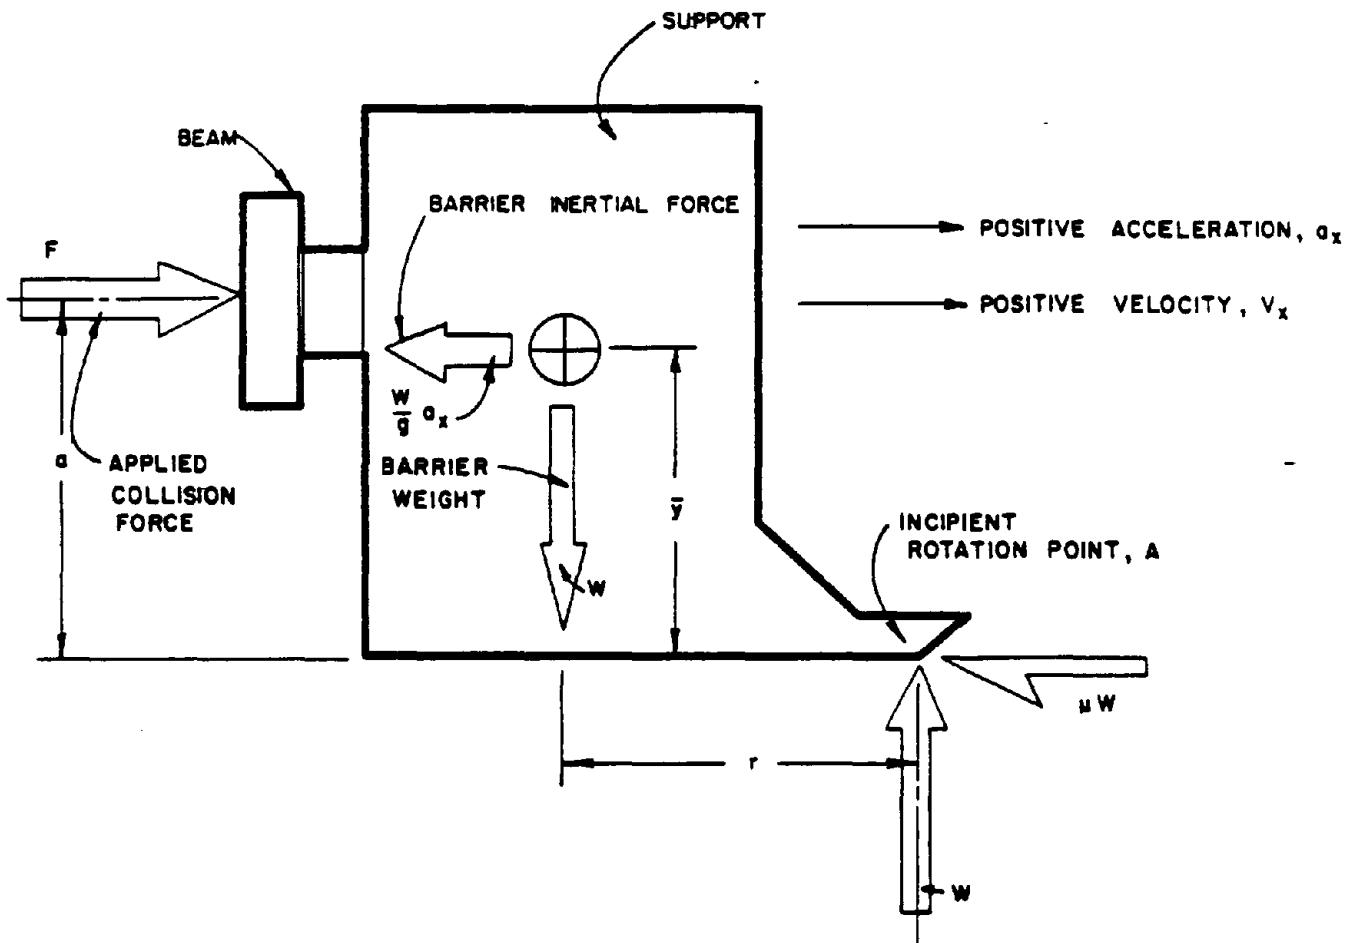 SUPPORT
BEAM
BARRIER INERTIAL FORCE
F
POSITIVE ACCELERATION, ax
POSITIVE VELOCITY, Vx
W/g ax
a
APPLIED
COLLISION
FORCE
BARRIER
WEIGHT
ȳ
INCIPIENT
ROTATION POINT, A
W
μW
r
W